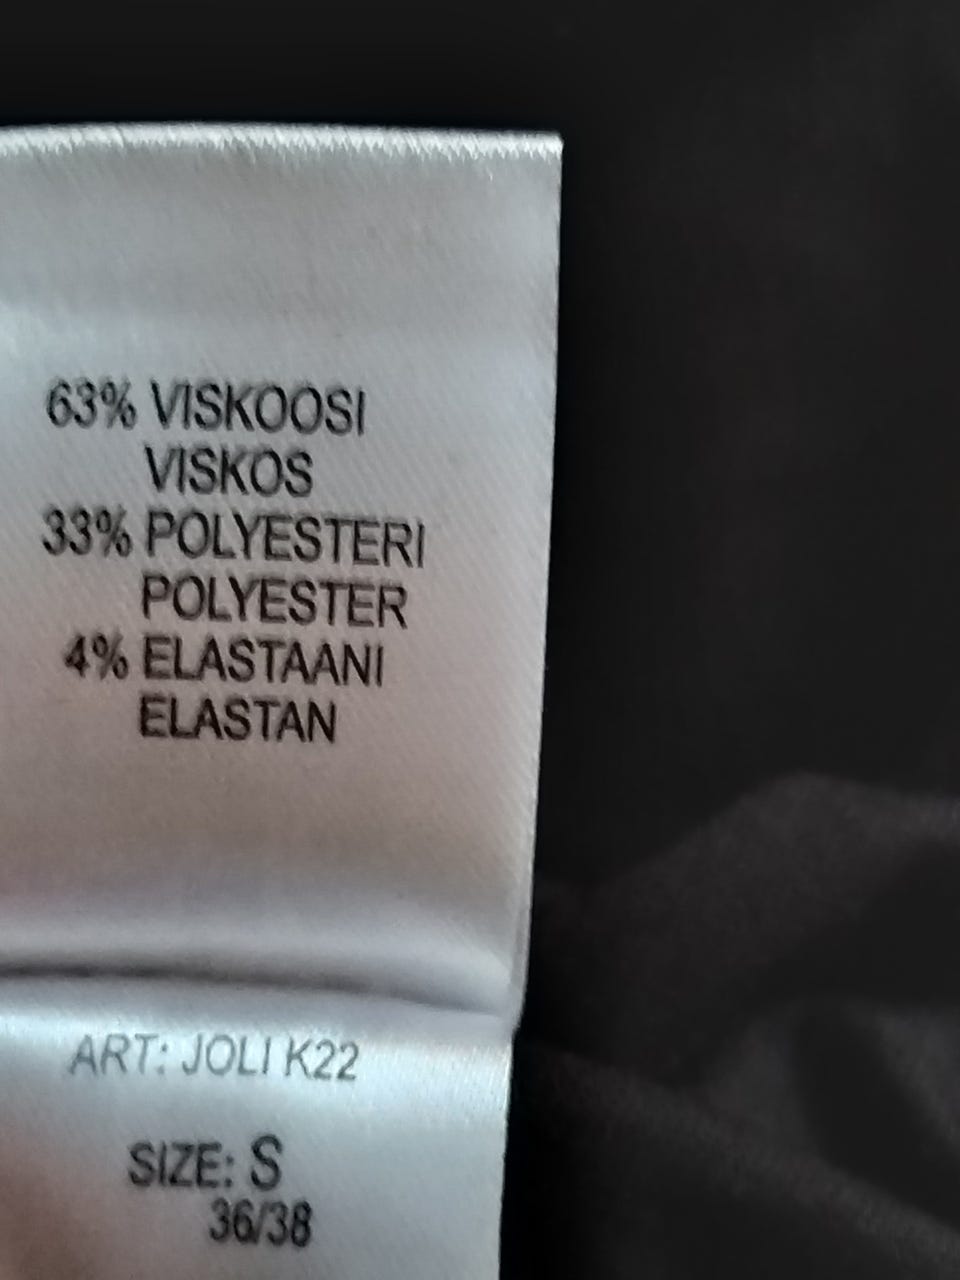 63% VISKOOSI
VISKOS
33% POLYESTERI
POLYESTER
4% ELASTAANI
ELASTAN
ART: JOLI K22
SIZE: S
36/38